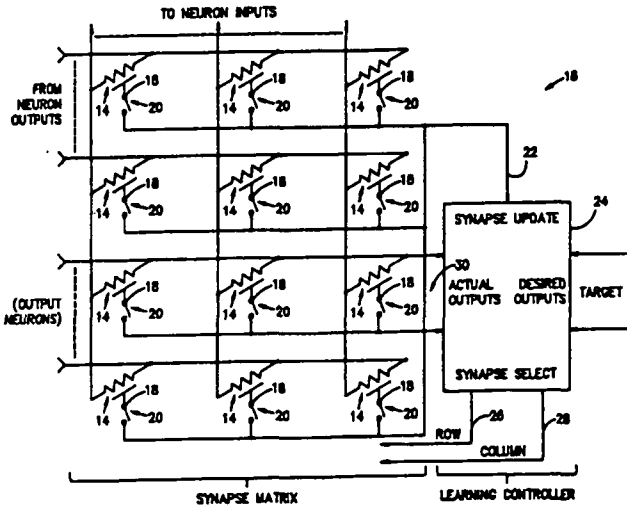 TO NEURON INPUTS
FROM
NEURON
OUTPUTS
18 18 18 16
14 20 14 20 14 20
22
18 18 18
14 20 14 20 14 20
SYNAPSE UPDATE
24
(OUTPUT
NEURONS)
18 18 18
14 20 14 20 14 20
30
ACTUAL
OUTPUTS
DESIRED
OUTPUTS
TARGET
SYNAPSE SELECT
18 18 18
14 20 14 20 14 20
26
28
ROW
COLUMN
SYNAPSE MATRIX
LEARNING CONTROLLER